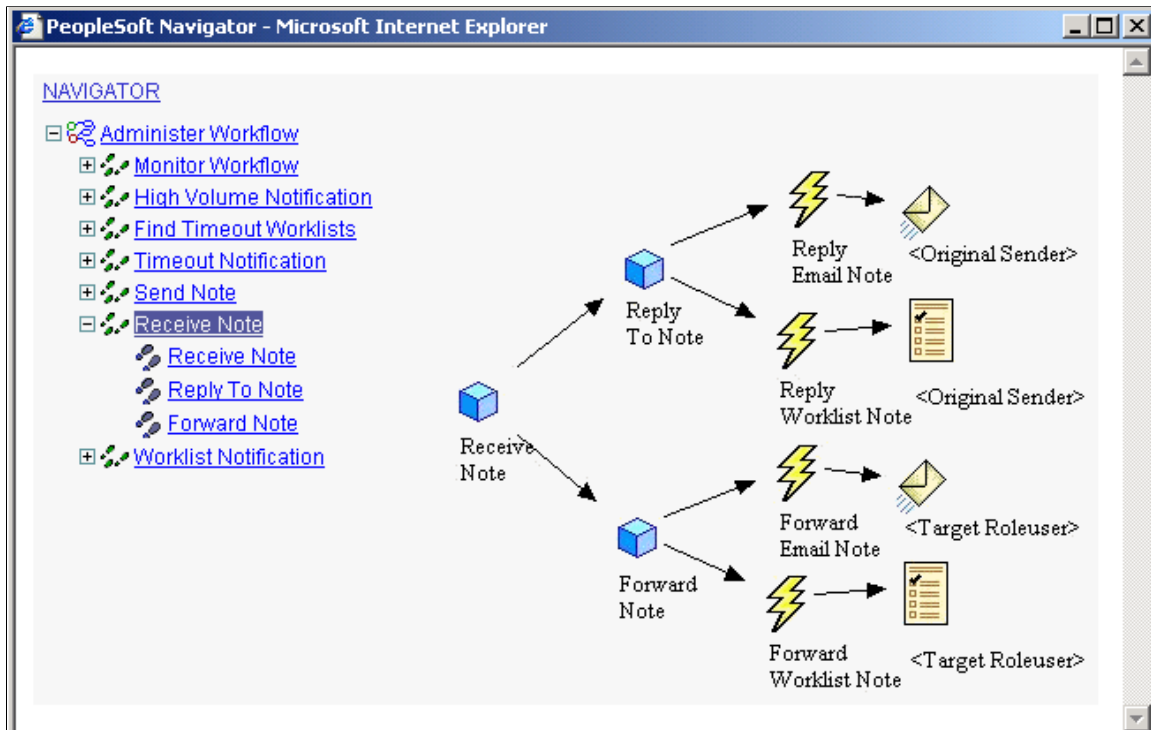 PeopleSoft Navigator - Microsoft Internet Explorer
NAVIGATOR
Administer Workflow
Monitor Workflow
High Volume Notification
Find Timeout Worklists
Timeout Notification
Send Note
Receive Note
Receive Note
Reply To Note
Forward Note
Worklist Notification
Receive
Note
Reply
To Note
Reply
Email Note
<Original Sender>
Reply
Worklist Note
<Original Sender>
Forward
Note
Forward
Email Note
<Target Roleuser>
Forward
Worklist Note
<Target Roleuser>